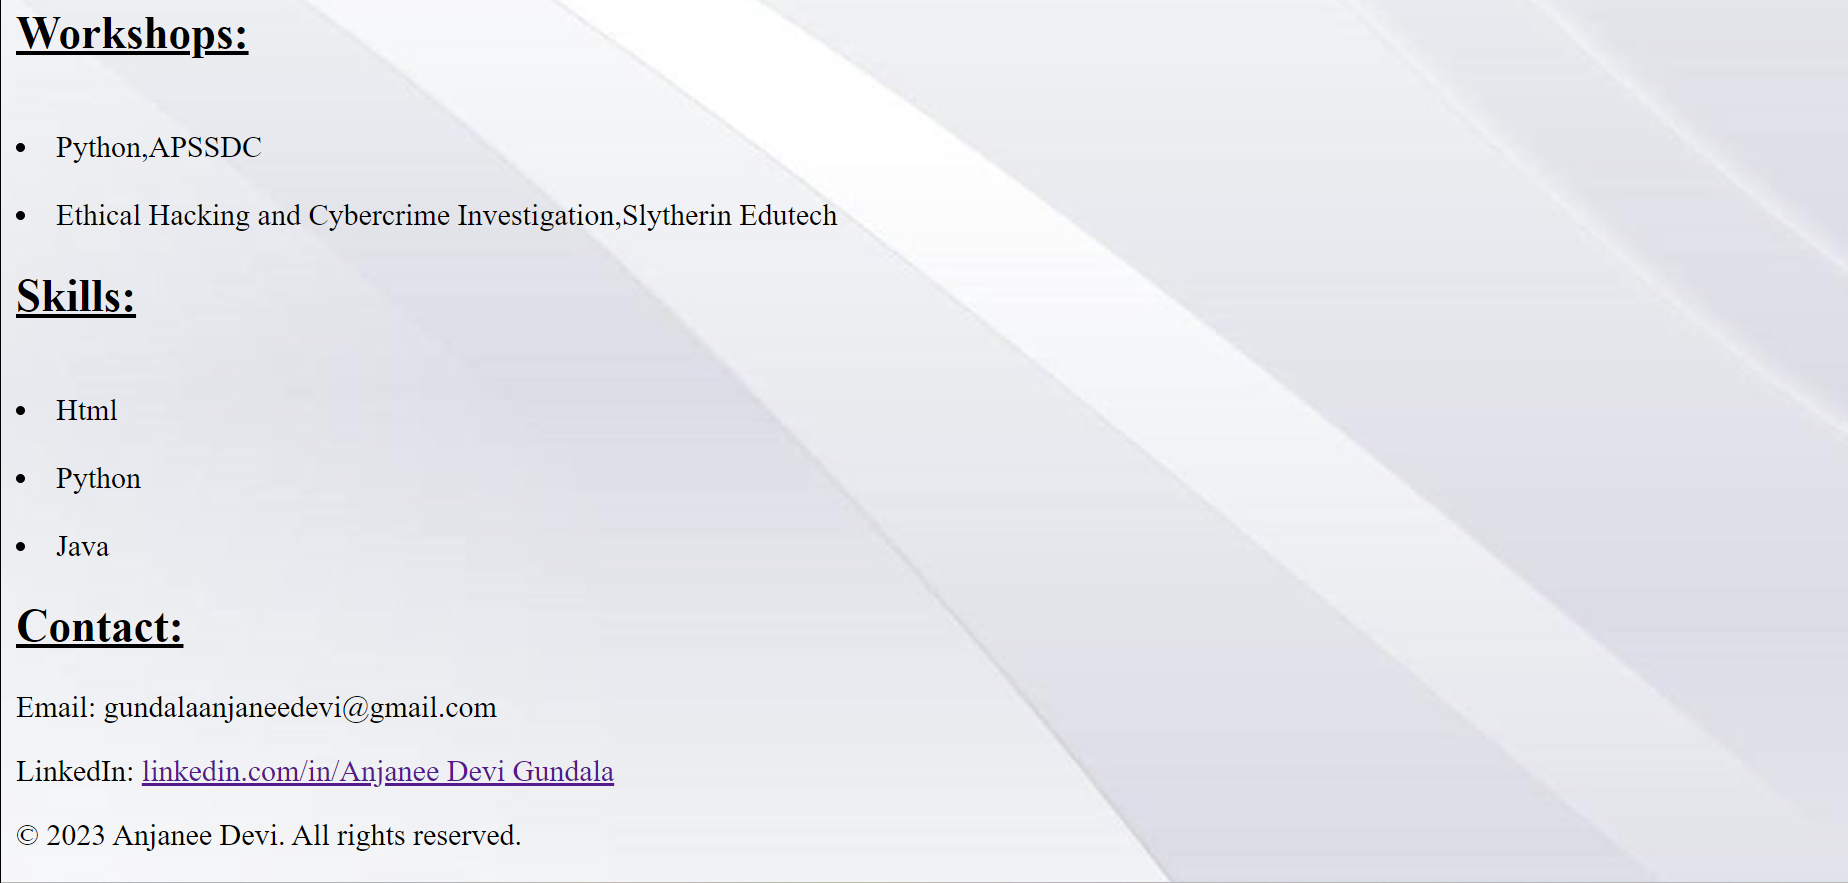 Workshops:
Python,APSSDC
Ethical Hacking and Cybercrime Investigation,Slytherin Edutech
Skills:
Html
Python
Java
Contact:
Email: gundalaanjaneedevi@gmail.com
LinkedIn: linkedin.com/in/Anjanee Devi Gundala
© 2023 Anjanee Devi. All rights reserved.